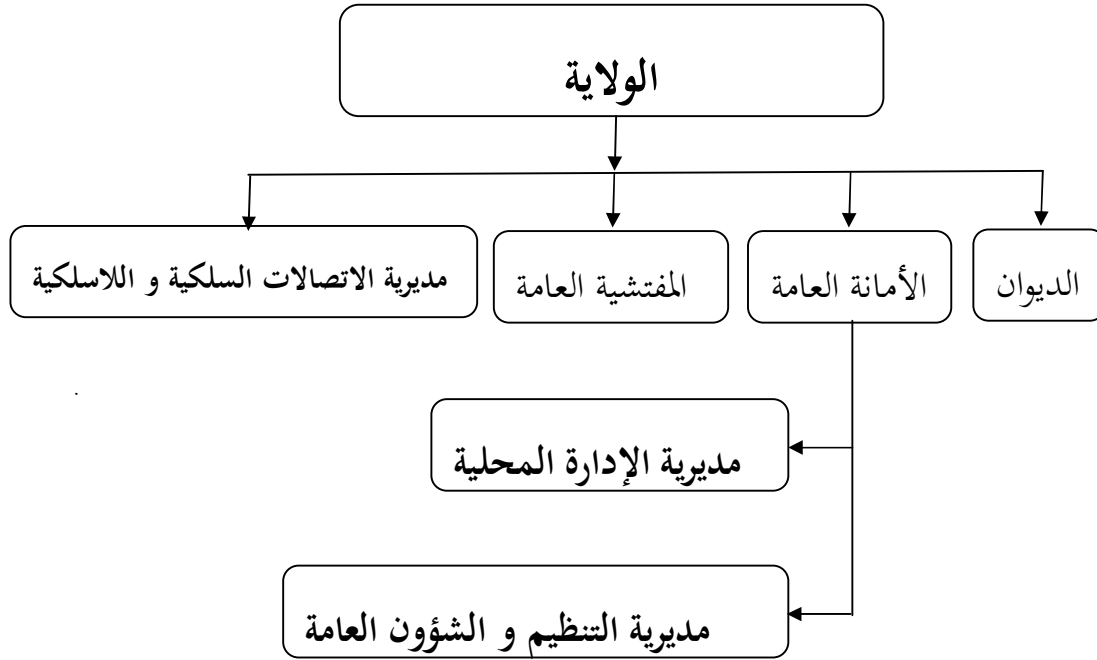 الولاية
الديوان
الأمانة العامة
المفتشية العامة
مديرية الاتصالات السلكية و اللاسلكية
مديرية الإدارة المحلية
مديرية التنظيم و الشؤون العامة